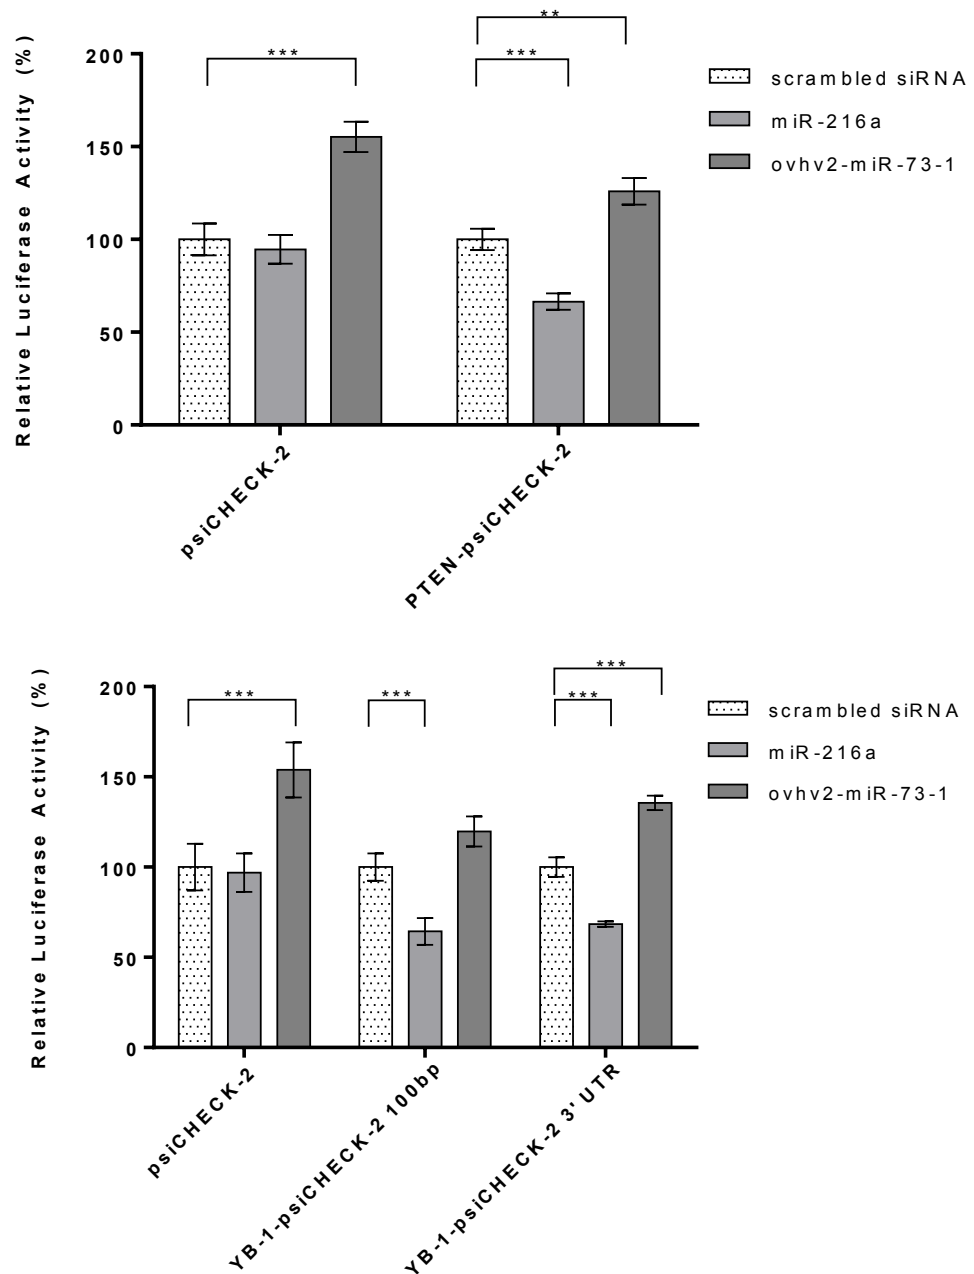 **
***
***
200
150
100
50
0
Relative Luciferase Activity (%)
scrambled siRNA
miR-216a
ovhv2-miR-73-1
psiCHECK-2
PTEN-psiCHECK-2
***
***
***
***
200
150
100
50
0
Relative Luciferase Activity (%)
scrambled siRNA
miR-216a
ovhv2-miR-73-1
psiCHECK-2
YB-1-psiCHECK-2 100bp
YB-1-psiCHECK-2 3' UTR